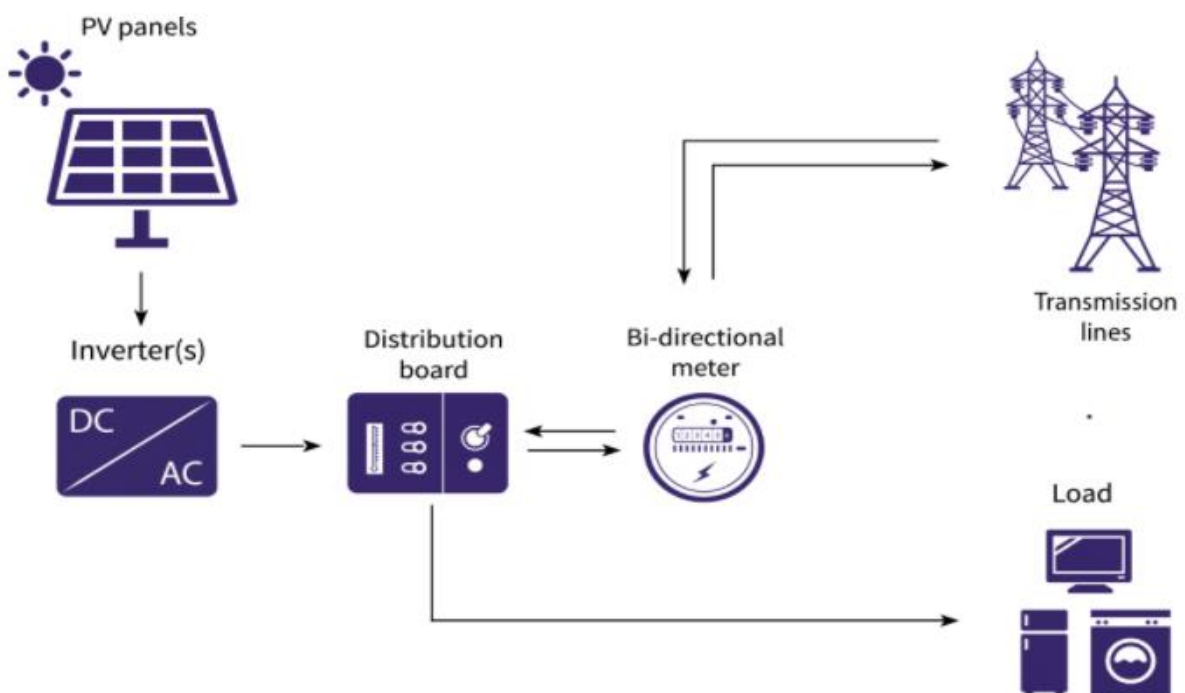 PV panels
Inverter(s)
DC
AC
Distribution
board
Bi-directional
meter
Transmission
lines
Load